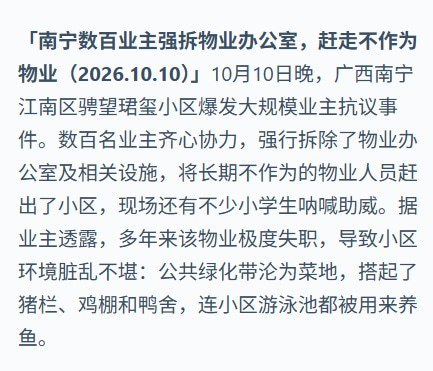 「南宁数百业主强拆物业办公室，赶走不作为
物业（2026.10.10）」10月10日晚，广西南宁
江南区骋望珺玺小区爆发大规模业主抗议事
件。数百名业主齐心协力，强行拆除了物业办
公室及相关设施，将长期不作为的物业人员赶
出了小区，现场还有不少小学生呐喊助威。据
业主透露，多年来该物业极度失职，导致小区
环境脏乱不堪：公共绿化带沦为菜地，搭起了
猪栏、鸡棚和鸭舍，连小区游泳池都被用来养
鱼。